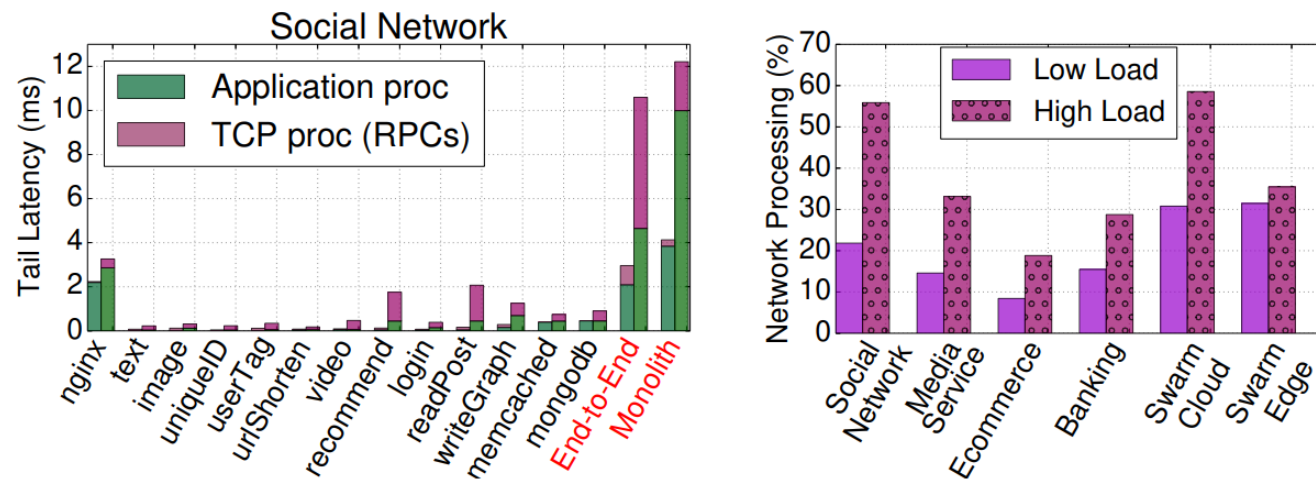 Social Network
Tail Latency (ms)
12
10
8
6
4
2
0
Application proc
TCP proc (RPCs)
nginx
text
image
uniqueID
userTag
urlShorten
video
recommend
login
readPost
writeGraph
memcached
mongodb
End-to-End
Monolith
Network Processing (%)
70
60
50
40
30
20
10
0
Low Load
High Load
Social
Network
Media
Service
Ecommerce
Banking
Swarm
Cloud
Swarm
Edge